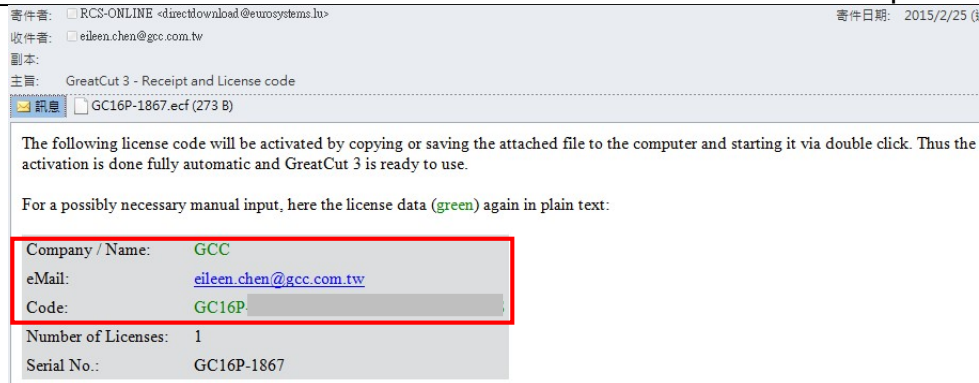 寄件者: RCS-ONLINE <directdownload@eurosystems.lu> 寄件日期: 2015/2/25
收件者: eileen.chen@gcc.com.tw
副本:
主旨: GreatCut 3 - Receipt and License code
訊息 GC16P-1867.ecf (273 B)
The following license code will be activated by copying or saving the attached file to the computer and starting it via double click. Thus the
activation is done fully automatic and GreatCut 3 is ready to use.
For a possibly necessary manual input, here the license data (green) again in plain text:
Company / Name: GCC
eMail: eileen.chen@gcc.com.tw
Code: GC16P-
Number of Licenses: 1
Serial No.: GC16P-1867